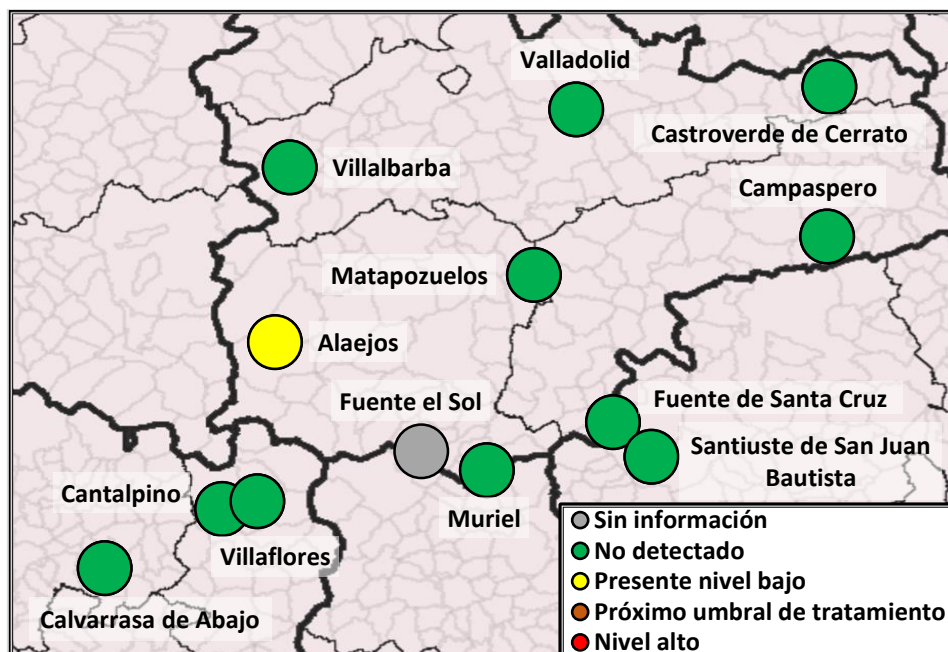 Valladolid
Castroverde de Cerrato
Villalbarba
Campaspero
Matapozuelos
Alaejos
Fuente el Sol
Fuente de Santa Cruz
Santiuste de San Juan
Bautista
Cantalpino
Muriel
Villaflores
Calvarrasa de Abajo
Sin información
No detectado
Presente nivel bajo
Próximo umbral de tratamiento
Nivel alto